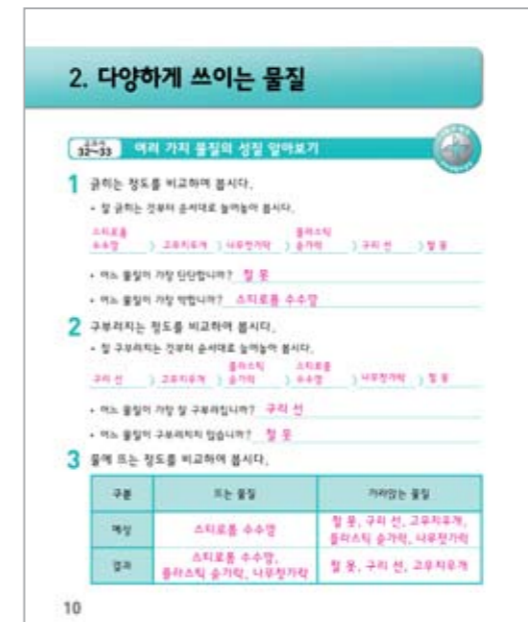 2. 다양하게 쓰이는 물질
교과서
32~33 여러 가지 물질의 성질 알아보기
1 긁히는 정도를 비교하여 봅시다.
• 잘 긁히는 것부터 순서대로 늘어놓아 봅시다.
스티로폼 플라스틱
수수깡 > 고무지우개 > 나무젓가락 > 숟가락 > 구리 선 > 철 못
• 어느 물질이 가장 단단합니까? 철 못
• 어느 물질이 가장 약합니까? 스티로폼 수수깡
2 구부러지는 정도를 비교하여 봅시다.
• 잘 구부러지는 것부터 순서대로 늘어놓아 봅시다.
플라스틱 스티로폼
구리 선 > 고무지우개 > 숟가락 > 수수깡 > 나무젓가락 > 철 못
• 어느 물질이 가장 잘 구부러집니까? 구리 선
• 어느 물질이 구부러지지 않습니까? 철 못
3 물에 뜨는 정도를 비교하여 봅시다.
구분 뜨는 물질 가라앉는 물질
예상 스티로폼 수수깡 철 못, 구리 선, 고무지우개,
플라스틱 숟가락, 나무젓가락
결과 스티로폼 수수깡,
플라스틱 숟가락, 나무젓가락 철 못, 구리 선, 고무지우개
10